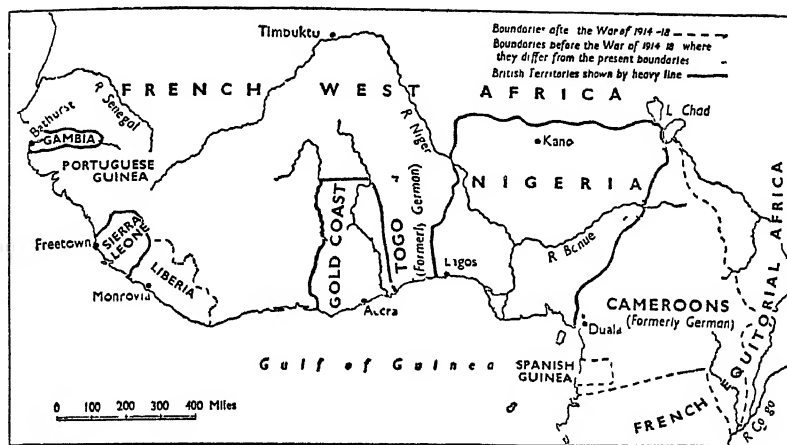 Timbuktu
Boundaries afte the War of 1914-18
Boundaries before the War of 1914 18 where
they differ from the present boundaries
British Territories shown by heavy line
FRENCH WEST AFRICA
R Senegal
Bathurst
GAMBIA
PORTUGUESE
GUINEA
R Niger
L Chad
Kano
NIGERIA
Freetown
SIERRA
LEONE
LIBERIA
Monrovia
GOLD COAST
Accra
TOGO
(Formerly German)
Lagos
R Benue
CAMEROONS
(Formerly German)
Duala
Gulf of Guinea
SPANISH
GUINEA
FRENCH EQUITORIAL AFRICA
R Co go
0 100 200 300 400 Miles